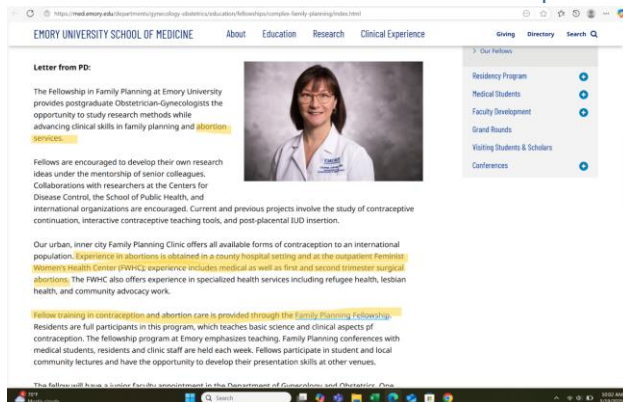 https://med.emory.edu/departments/gynecology-obstetrics/education/fellowships/complex-family-planning/index.html
EMORY UNIVERSITY SCHOOL OF MEDICINE
About Education Research Clinical Experience
Giving Directory Search
Our Fellows
Residency Program
Medical Students
Faculty Development
Grand Rounds
Visiting Students & Scholars
Conferences
Letter from PD:
The Fellowship in Family Planning at Emory University
provides postgraduate Obstetrician-Gynecologists the
opportunity to study research methods while
advancing clinical skills in family planning and abortion
services.
Fellows are encouraged to develop their own research
ideas under the mentorship of senior colleagues.
Collaborations with researchers at the Centers for
Disease Control, the School of Public Health, and
international organizations are encouraged. Current and previous projects involve the study of contraceptive
continuation, interactive contraceptive teaching tools, and post-placental IUD insertion.
Our urban, inner city Family Planning Clinic offers all available forms of contraception to an international
population. Experience in abortions is obtained in a county hospital setting and at the outpatient Feminist
Women's Health Center (FWHC); experience includes medical as well as first and second trimester surgical
abortions. The FWHC also offers experience in specialized health services including refugee health, lesbian
health, and community advocacy work.
Fellow training in contraception and abortion care is provided through the Family Planning Fellowship.
Residents are full participants in this program, which teaches basic science and clinical aspects pf
contraception. The fellowship program at Emory emphasizes teaching. Family Planning conferences with
medical students, residents and clinic staff are held each week. Fellows participate in student and local
community lectures and have the opportunity to develop their presentation skills at other venues.
The fellow will have a junior faculty appointment in the Department of Gynecology and Obstetrics. One
EMORY
Search
10:02 AM